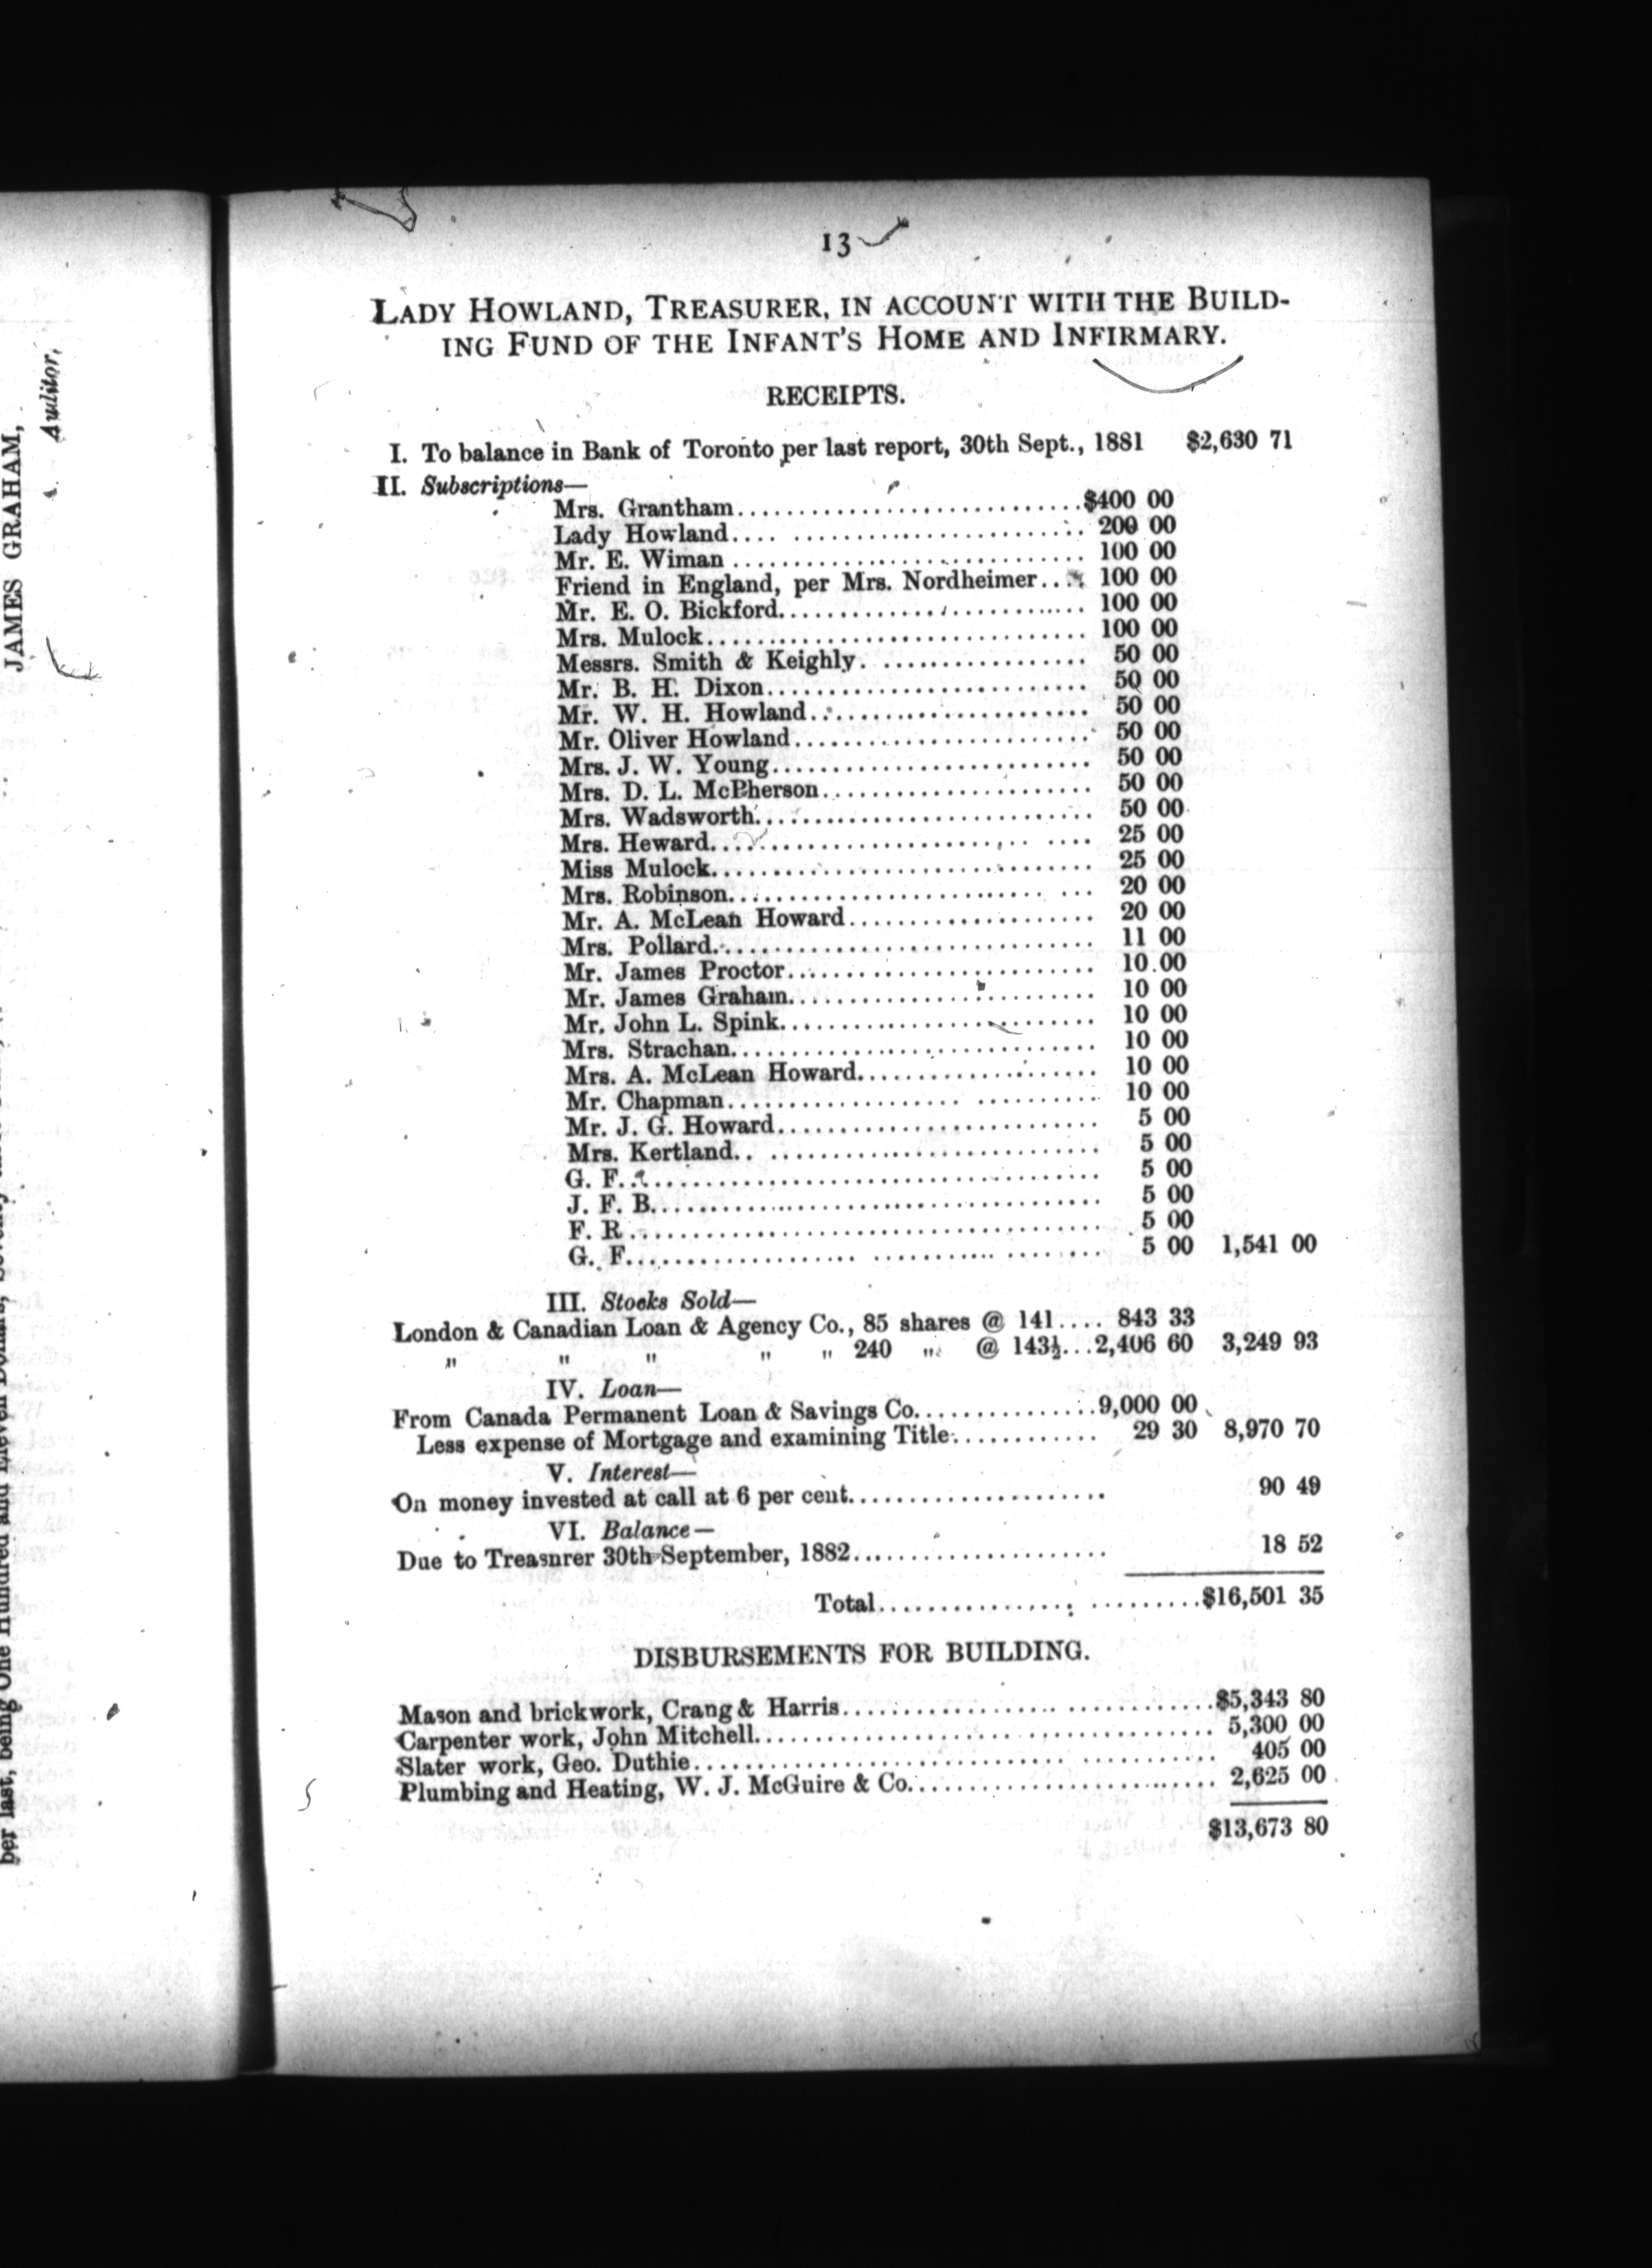 JAMES GRAHAM,
Auditor,
ber last, being One Hundred and Eleven Dollars,
13
LADY HOWLAND, TREASURER, IN ACCOUNT WITH THE BUILD-
ING FUND OF THE INFANT'S HOME AND INFIRMARY.
RECEIPTS.
I. To balance in Bank of Toronto per last report, 30th Sept., 1881 $2,630 71
II. Subscriptions—
Mrs. Grantham..........................$400 00
Lady Howland.... ...................... 200 00
Mr. E. Wiman .......................... 100 00
Friend in England, per Mrs. Nordheimer.... 100 00
Mr. E. O. Bickford....................... 100 00
Mrs. Mulock............................. 100 00
Messrs. Smith & Keighly. ................ 50 00
Mr. B. H. Dixon......................... 50 00
Mr. W. H. Howland...................... 50 00
Mr. Oliver Howland....................... 50 00
Mrs. J. W. Young......................... 50 00
Mrs. D. L. McPherson..................... 50 00
Mrs. Wadsworth.......................... 50 00
Mrs. Heward......................... .... 25 00
Miss Mulock............................. 25 00
Mrs. Robinson......................... ... 20 00
Mr. A. McLean Howard................... 20 00
Mrs. Pollard............................. 11 00
Mr. James Proctor........................ 10 00
Mr. James Graham........................ 10 00
Mr. John L. Spink........................ 10 00
Mrs. Strachan............................ 10 00
Mrs. A. McLean Howard.................. 10 00
Mr. Chapman.................. .......... 10 00
Mr. J. G. Howard......................... 5 00
Mrs. Kertland.. ......................... 5 00
G. F.................................... 5 00
J. F. B.................................. 5 00
F. R.................................... 5 00
G. F.................. ............ ....... 5 00 1,541 00
III. Stocks Sold—
London & Canadian Loan & Agency Co., 85 shares @ 141.... 843 33
" " " " " 240 " @ 143½...2,406 60 3,249 93
IV. Loan—
From Canada Permanent Loan & Savings Co..............9,000 00
Less expense of Mortgage and examining Title............ 29 30 8,970 70
V. Interest—
On money invested at call at 6 per cent..................... 90 49
VI. Balance—
Due to Treasurer 30th September, 1882..................... 18 52
Total................ .........$16,501 35
DISBURSEMENTS FOR BUILDING.
Mason and brickwork, Crang & Harris.................. ............$5,343 80
Carpenter work, John Mitchell.................... .................. 5,300 00
Slater work, Geo. Duthie.......................... ............ 405 00
Plumbing and Heating, W. J. McGuire & Co........................ 2,625 00
$13,673 80